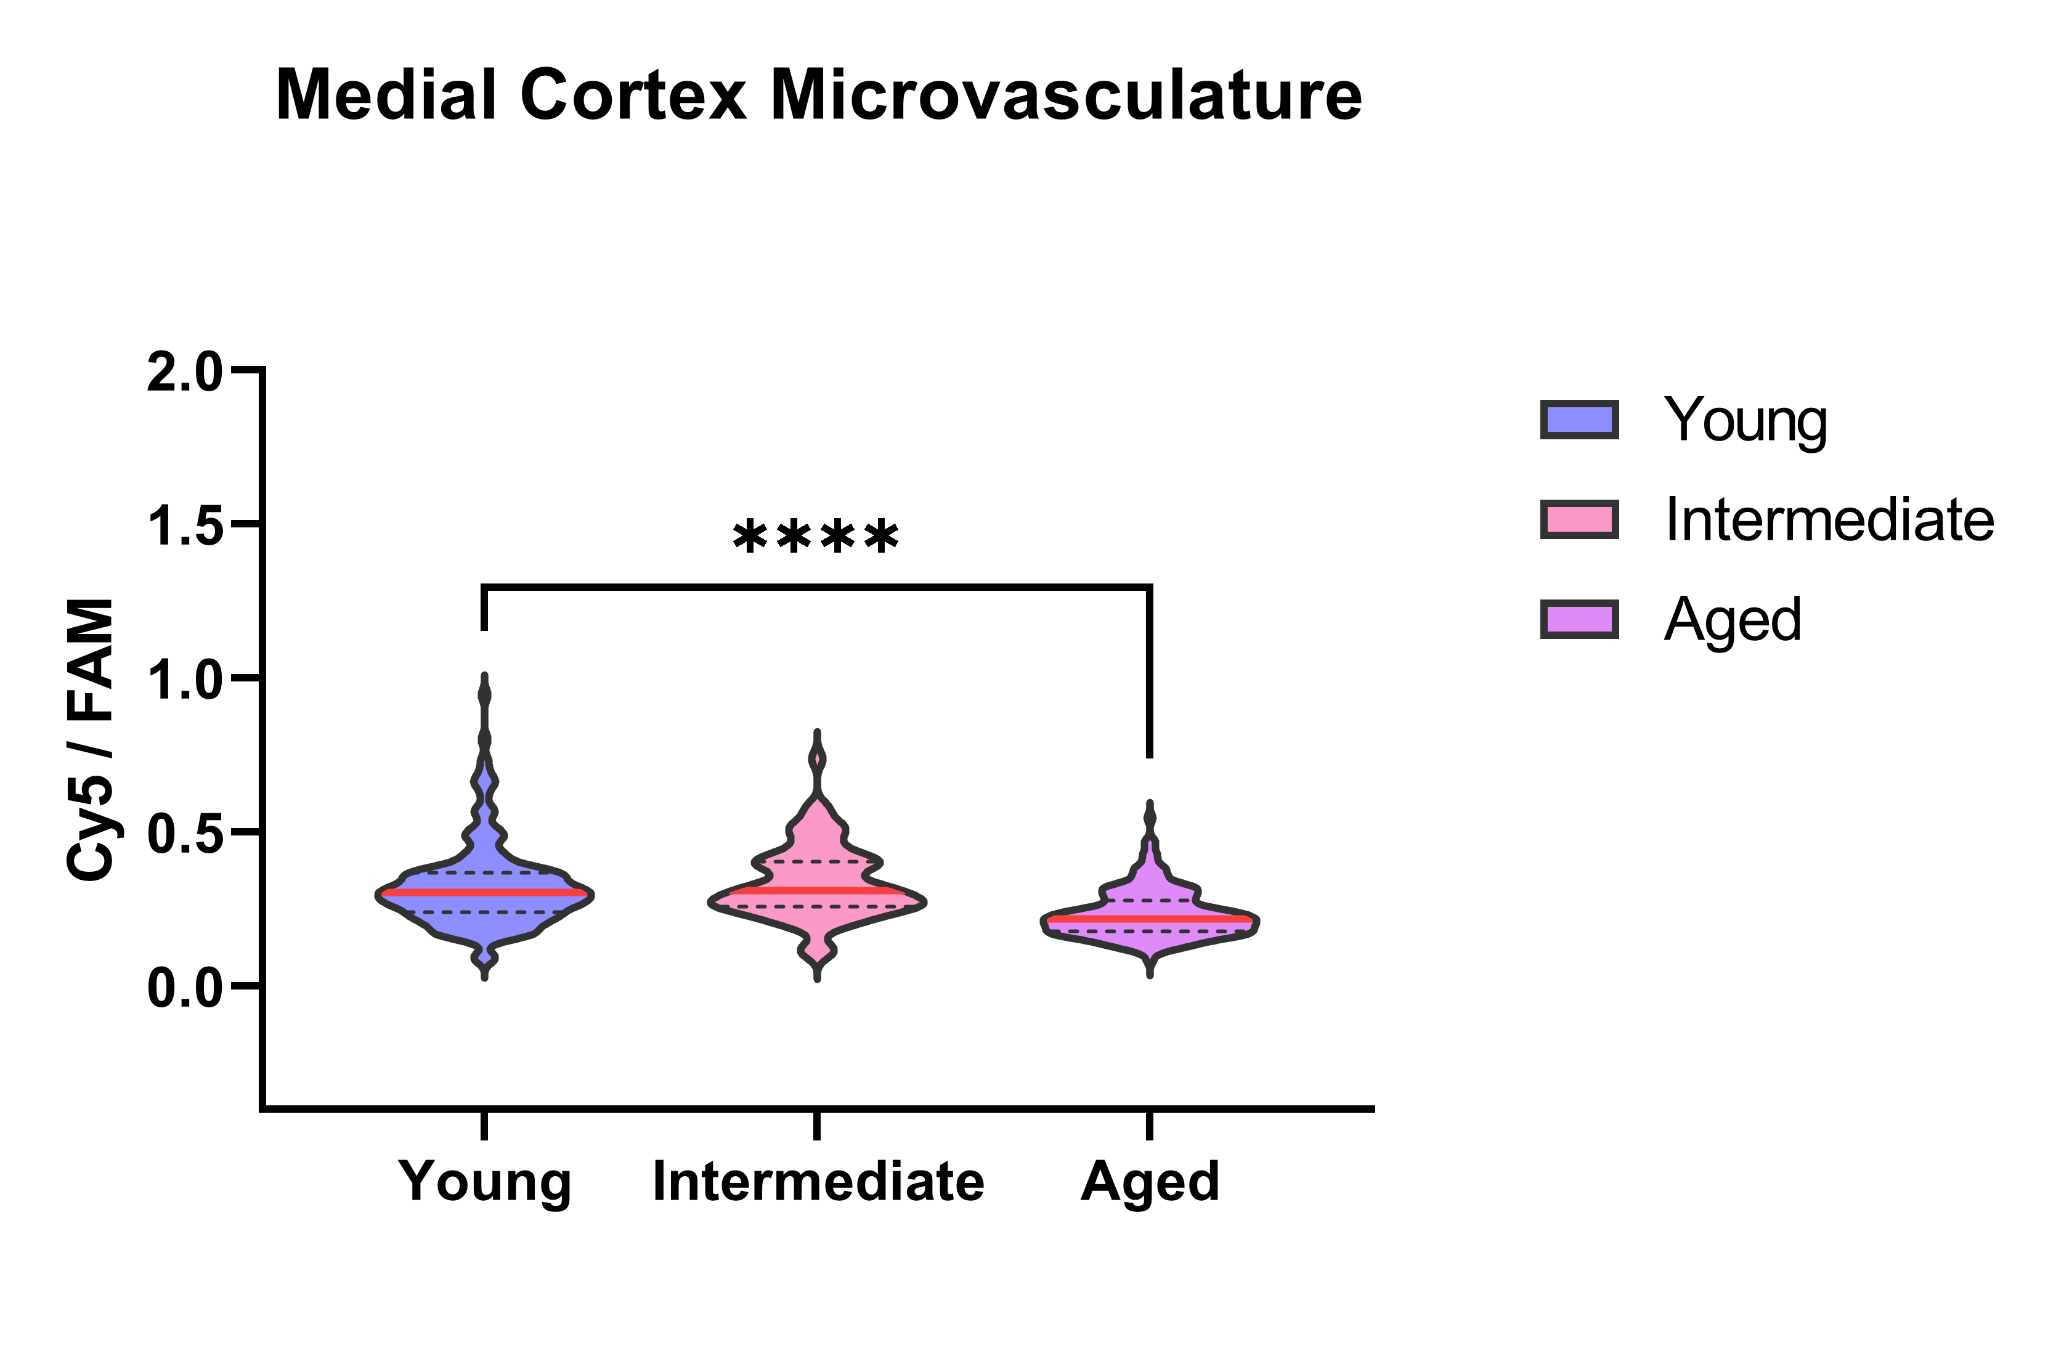 Medial Cortex Microvasculature
2.0
1.5
1.0
0.5
0.0
Cy5 / FAM
****
Young
Intermediate
Aged
Young
Intermediate
Aged